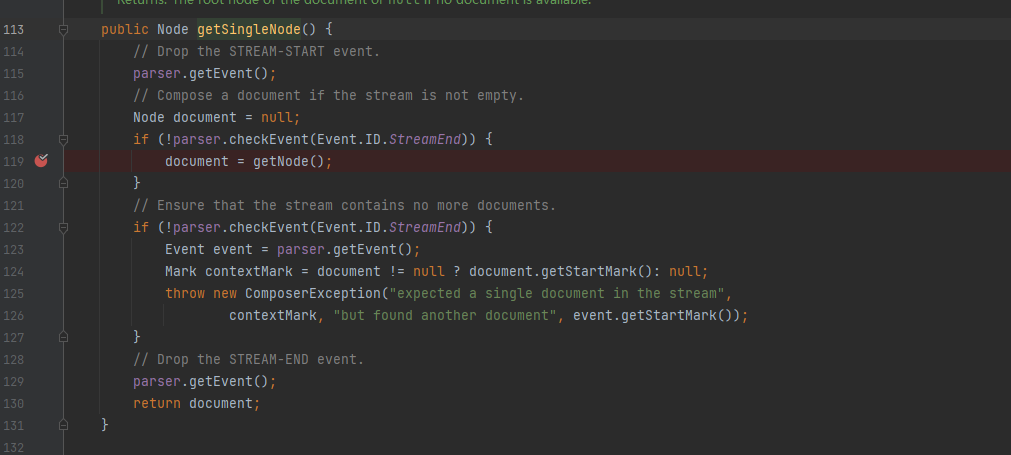 Returns: The root node of the document or null if no document is available.
113 public Node getSingleNode() {
114 // Drop the STREAM-START event.
115 parser.getEvent();
116 // Compose a document if the stream is not empty.
117 Node document = null;
118 if (!parser.checkEvent(Event.ID.StreamEnd)) {
119 document = getNode();
120 }
121 // Ensure that the stream contains no more documents.
122 if (!parser.checkEvent(Event.ID.StreamEnd)) {
123 Event event = parser.getEvent();
124 Mark contextMark = document != null ? document.getStartMark(): null;
125 throw new ComposerException("expected a single document in the stream",
126 contextMark, "but found another document", event.getStartMark());
127 }
128 // Drop the STREAM-END event.
129 parser.getEvent();
130 return document;
131 }
132